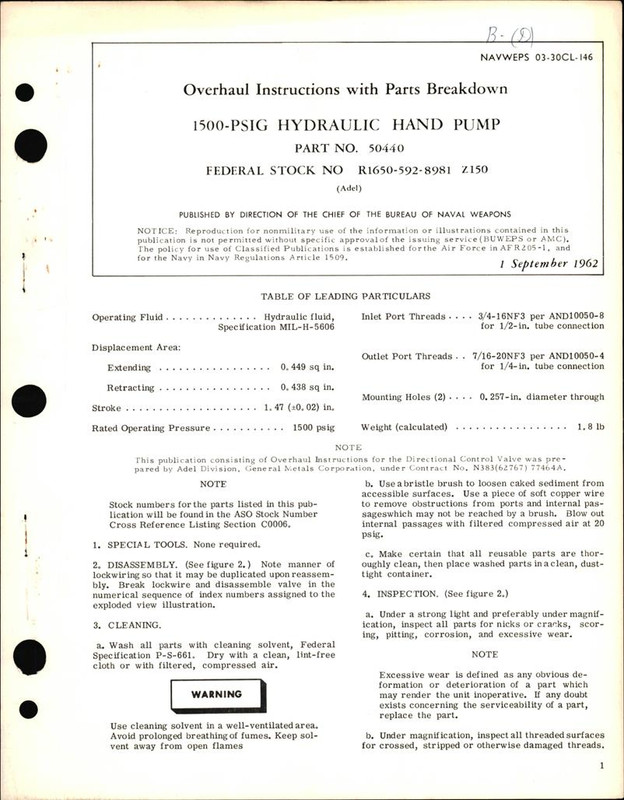 B-(D)
NAVWEPS 03-30CL-146
Overhaul Instructions with Parts Breakdown
1500-PSIG HYDRAULIC HAND PUMP
PART NO. 50440
FEDERAL STOCK NO R1650-592-8981 Z150
(Adel)
PUBLISHED BY DIRECTION OF THE CHIEF OF THE BUREAU OF NAVAL WEAPONS
NOTICE: Reproduction for nonmilitary use of the information or illustrations contained in this
publication is not permitted without specific approval of the issuing service (BUWEPS or AMC).
The policy for use of Classified Publications is established for the Air Force in AFR 205-1, and
for the Navy in Navy Regulations Article 1509.
1 September 1962
TABLE OF LEADING PARTICULARS
Operating Fluid . . . . . . . . . . . . . . Hydraulic fluid,
Specification MIL-H-5606
Displacement Area:
Extending . . . . . . . . . . . . . . . . . 0.449 sq in.
Retracting . . . . . . . . . . . . . . . . . 0.438 sq in.
Stroke . . . . . . . . . . . . . . . . . . . . 1.47 (±0.02) in.
Rated Operating Pressure . . . . . . . . . . . 1500 psig
Inlet Port Threads . . . . 3/4-16NF3 per AND10050-8
for 1/2-in. tube connection
Outlet Port Threads . . 7/16-20NF3 per AND10050-4
for 1/4-in. tube connection
Mounting Holes (2) . . . . 0.257-in. diameter through
Weight (calculated) . . . . . . . . . . . . . . . . . 1.8 lb
NOTE
This publication consisting of Overhaul Instructions for the Directional Control Valve was pre-
pared by Adel Division, General Metals Corporation, under Contract No. N383(62767) 77464A.
NOTE
Stock numbers for the parts listed in this pub-
lication will be found in the ASO Stock Number
Cross Reference Listing Section C0006.
1. SPECIAL TOOLS. None required.
2. DISASSEMBLY. (See figure 2.) Note manner of
lockwiring so that it may be duplicated upon reassem-
bly. Break lockwire and disassemble valve in the
numerical sequence of index numbers assigned to the
exploded view illustration.
3. CLEANING.
a. Wash all parts with cleaning solvent, Federal
Specification P-S-661. Dry with a clean, lint-free
cloth or with filtered, compressed air.
WARNING
Use cleaning solvent in a well-ventilated area.
Avoid prolonged breathing of fumes. Keep sol-
vent away from open flames
b. Use a bristle brush to loosen caked sediment from
accessible surfaces. Use a piece of soft copper wire
to remove obstructions from ports and internal pas-
sages which may not be reached by a brush. Blow out
internal passages with filtered compressed air at 20
psig.
c. Make certain that all reusable parts are thor-
oughly clean, then place washed parts in a clean, dust-
tight container.
4. INSPECTION. (See figure 2.)
a. Under a strong light and preferably under magnif-
ication, inspect all parts for nicks or cracks, scor-
ing, pitting, corrosion, and excessive wear.
NOTE
Excessive wear is defined as any obvious de-
formation or deterioration of a part which
may render the unit inoperative. If any doubt
exists concerning the serviceability of a part,
replace the part.
b. Under magnification, inspect all threaded surfaces
for crossed, stripped or otherwise damaged threads.
1